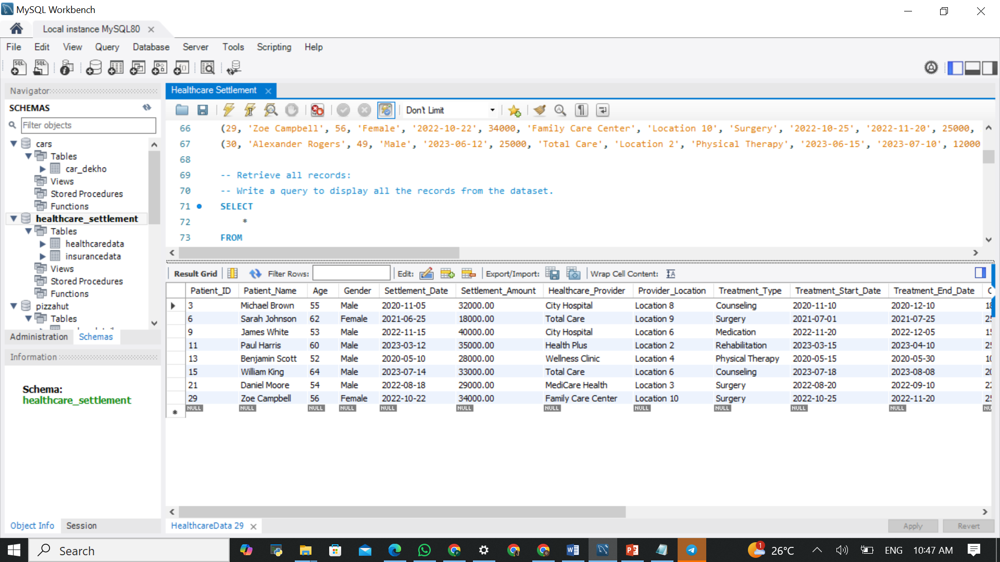 MySQL Workbench
Local instance MySQL80
File Edit View Query Database Server Tools Scripting Help
Navigator
SCHEMAS
Filter objects
cars
Tables
car_dekho
Views
Stored Procedures
Functions
healthcare_settlement
Tables
healthcaredata
insurancedata
Views
Stored Procedures
Functions
pizzahut
Tables
Administration Schemas
Information
Schema:
healthcare_settlement
Object Info Session
Healthcare Settlement
Don't Limit
66 (29, 'Zoe Campbell', 56, 'Female', '2022-10-22', 34000, 'Family Care Center', 'Location 10', 'Surgery', '2022-10-25', '2022-11-20', 25000,
67 (30, 'Alexander Rogers', 49, 'Male', '2023-06-12', 25000, 'Total Care', 'Location 2', 'Physical Therapy', '2023-06-15', '2023-07-10', 12000
68
69 -- Retrieve all records:
70 -- Write a query to display all the records from the dataset.
71 SELECT
72 *
73 FROM
Result Grid Filter Rows: Edit: Export/Import: Wrap Cell Content:
Patient_ID Patient_Name Age Gender Settlement_Date Settlement_Amount Healthcare_Provider Provider_Location Treatment_Type Treatment_Start_Date Treatment_End_Date
3 Michael Brown 55 Male 2020-11-05 32000.00 City Hospital Location 8 Counseling 2020-11-10 2020-12-10
6 Sarah Johnson 62 Female 2021-06-25 18000.00 Total Care Location 9 Surgery 2021-07-01 2021-07-25
9 James White 53 Male 2022-11-15 40000.00 City Hospital Location 6 Medication 2022-11-20 2022-12-05
11 Paul Harris 60 Male 2023-03-12 35000.00 Health Plus Location 2 Rehabilitation 2023-03-15 2023-04-10
13 Benjamin Scott 52 Male 2020-05-10 28000.00 Wellness Clinic Location 4 Physical Therapy 2020-05-15 2020-05-30
15 William King 64 Male 2023-07-14 33000.00 Total Care Location 6 Counseling 2023-07-18 2023-08-08
21 Daniel Moore 54 Male 2022-08-18 29000.00 MediCare Health Location 3 Surgery 2022-08-20 2022-09-10
29 Zoe Campbell 56 Female 2022-10-22 34000.00 Family Care Center Location 10 Surgery 2022-10-25 2022-11-20
NULL NULL NULL NULL NULL NULL NULL NULL NULL NULL NULL
HealthcareData 29
Apply Revert
Search
1 26°C ENG 10:47 AM